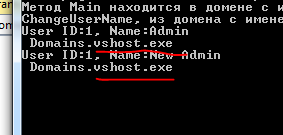 Метод Main находится в домене с и
ChangeUserName, из домена с имене
User ID:1, Name:Admin
Domains.vshost.exe
User ID:1, Name:New Admin
Domains.vshost.exe